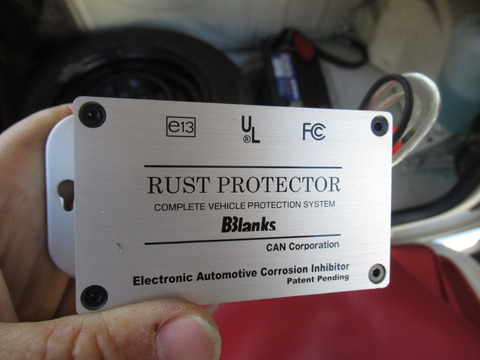 e13 UL® FC
RUST PROTECTOR
COMPLETE VEHICLE PROTECTION SYSTEM
BBlanks
CAN Corporation
Electronic Automotive Corrosion Inhibitor
Patent Pending